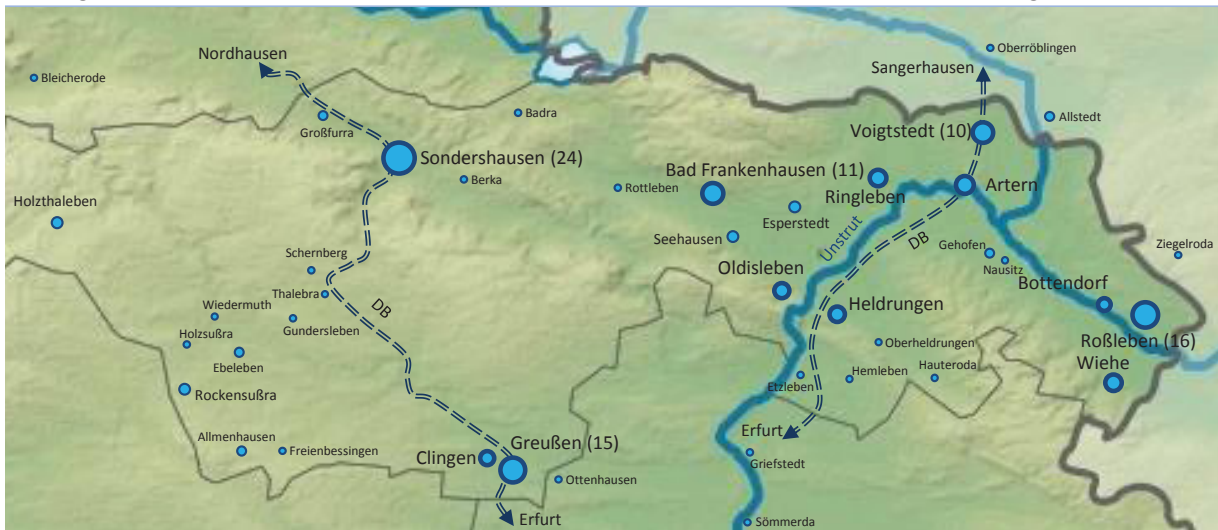 Nordhausen
Bleicherode
Großfurra
Badra
Sondershausen (24)
Berka
Holzthaleben
Schernberg
Thalebra
DB
Wiedermuth
Gundersleben
Holzsußra
Ebeleben
Rockensußra
Allmenhausen
Freienbessingen
Greußen (15)
Clingen
Ottenhausen
Erfurt
Oberröblingen
Sangerhausen
Allstedt
Voigtstedt (10)
Bad Frankenhausen (11)
Rottleben
Ringleben
Artern
Esperstedt
Seehausen
Unstrut
DB
Gehofen
Nausitz
Ziegelroda
Oldisleben
Bottendorf
Heldrungen
Roßleben (16)
Oberheldrungen
Wiehe
Etzleben
Hemleben
Hauteroda
Erfurt
Griefstedt
Sömmerda